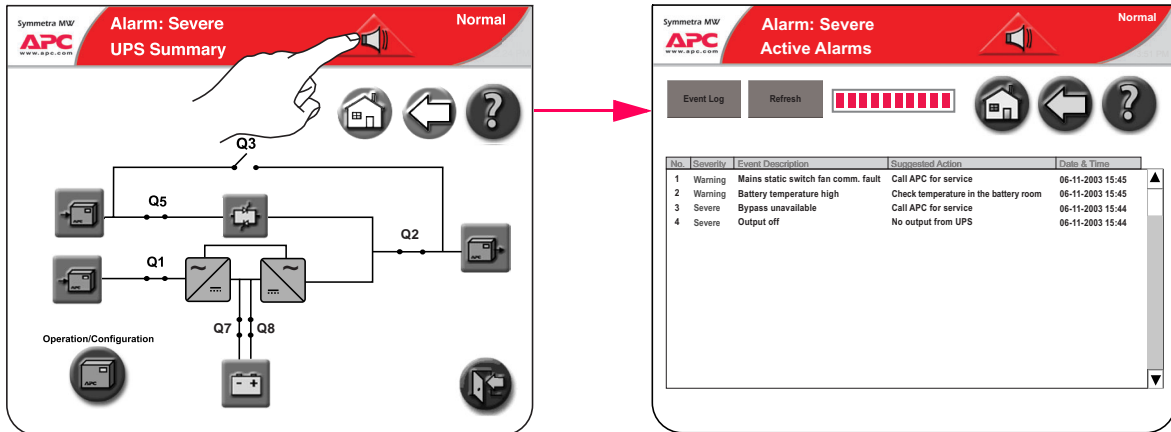 Symmetra MW
APC
www.apc.com
Alarm: Severe
UPS Summary
Normal
Q3
Q5
Q2
Q1
Q7 Q8
Operation/Configuration
APC
Symmetra MW
APC
www.apc.com
Alarm: Severe
Active Alarms
Normal
Event Log
Refresh
?
No. Severity Event Description Suggested Action Date & Time
1 Warning Mains static switch fan comm. fault Call APC for service 06-11-2003 15:45
2 Warning Battery temperature high Check temperature in the battery room 06-11-2003 15:45
3 Severe Bypass unavailable Call APC for service 06-11-2003 15:44
4 Severe Output off No output from UPS 06-11-2003 15:44